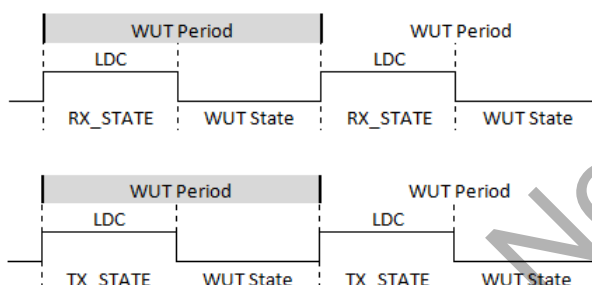 WUT Period WUT Period
LDC LDC
RX_STATE WUT State RX_STATE WUT State
WUT Period WUT Period
LDC LDC
TX_STATE WUT State TX_STATE WUT State
No